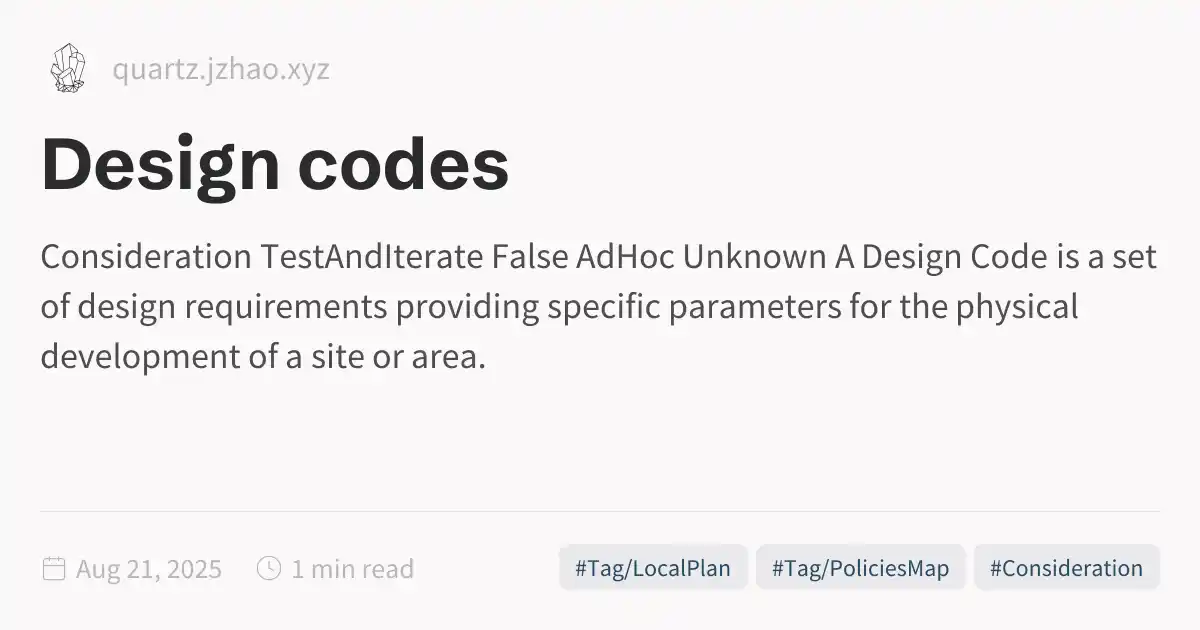 quartz.jzhao.xyz
Design codes
Consideration TestAndIterate False AdHoc Unknown A Design Code is a set
of design requirements providing specific parameters for the physical
development of a site or area.
Aug 21, 2025 1 min read #Tag/LocalPlan #Tag/PoliciesMap #Consideration